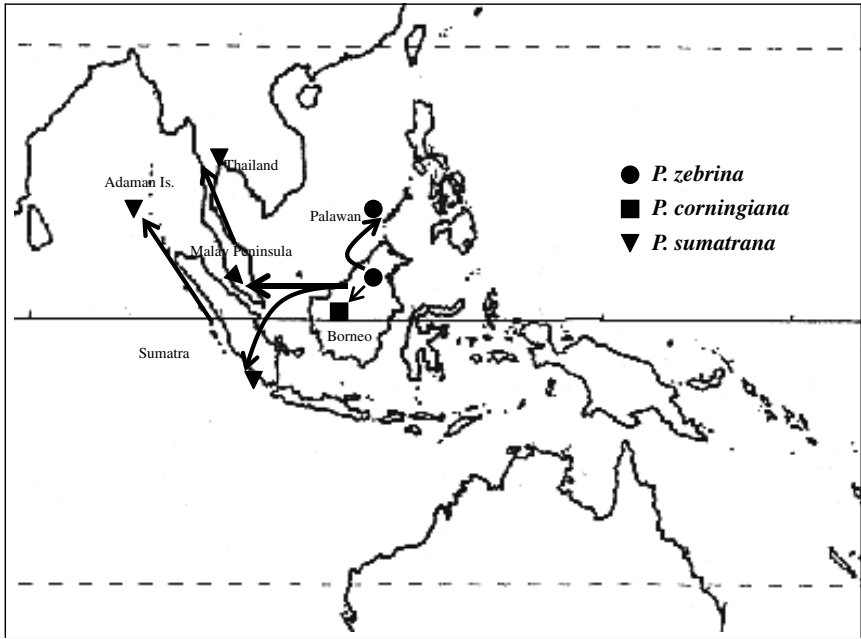 Thailand
Adaman Is.
Palawan
Malay Peninsula
Borneo
Sumatra
P. zebrina
P. corningiana
P. sumatrana